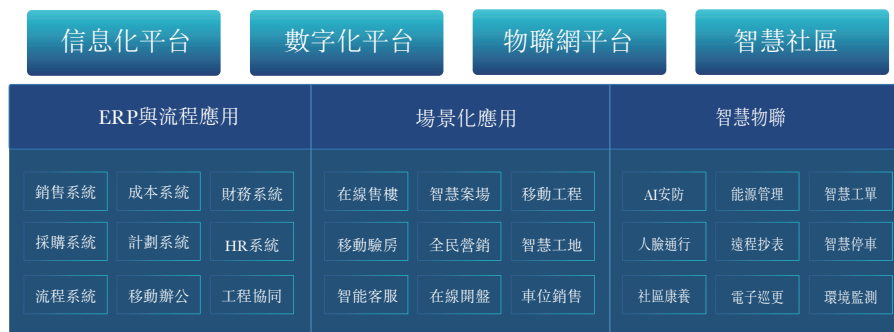 信息化平台 數字化平台 物聯網平台 智慧社區
ERP與流程應用 場景化應用 智慧物聯
銷售系統 成本系統 財務系統 在線售樓 智慧案場 移動工程 AI安防 能源管理 智慧工單
採購系統 計劃系統 HR系統 移動驗房 全民營銷 智慧工地 人臉通行 遠程抄表 智慧停車
流程系統 移動辦公 工程協同 智能客服 在線開盤 車位銷售 社區康養 電子巡更 環境監測